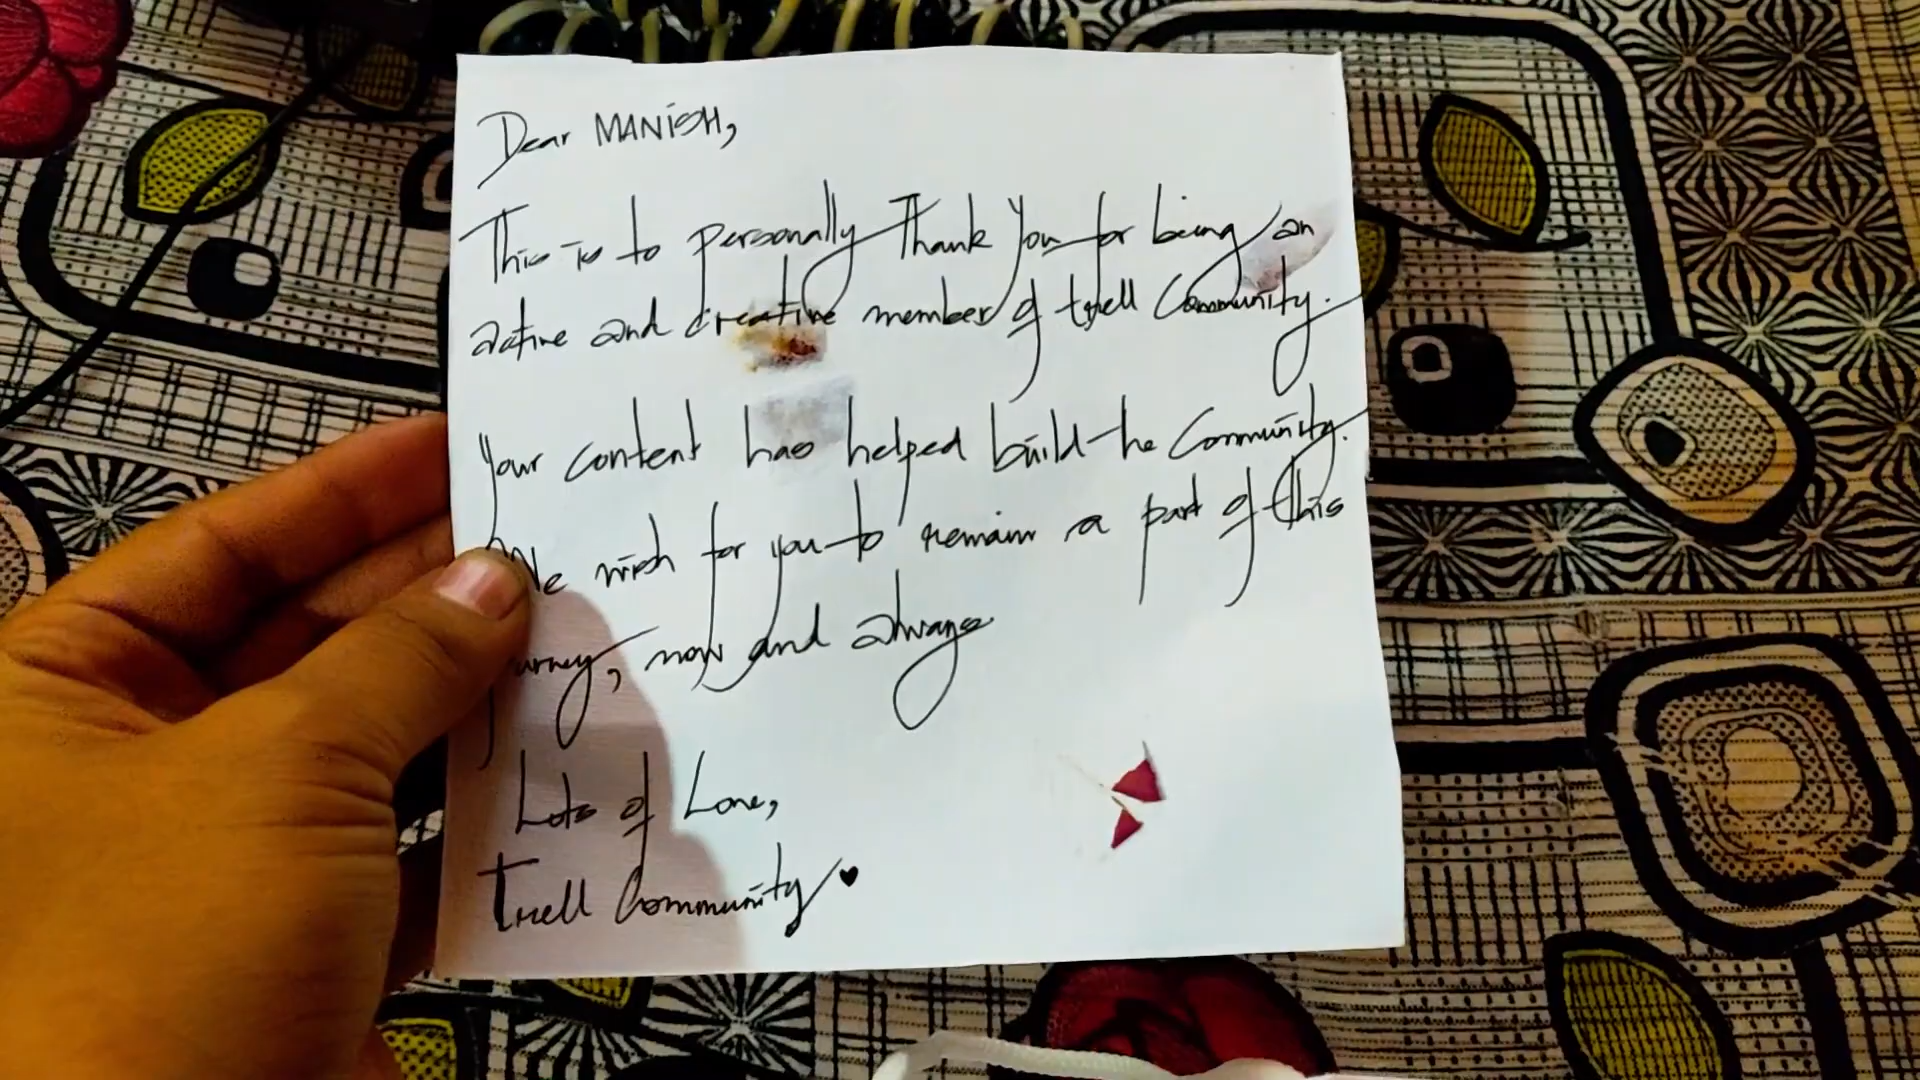 Dear MANiSH,
This is to personally Thank You for being an
active and creative member of trell Community.
Your content has helped build the Community.
We wish for you to remain a part of this
journey, now and always
Lots of Love,
Trell Community ♥